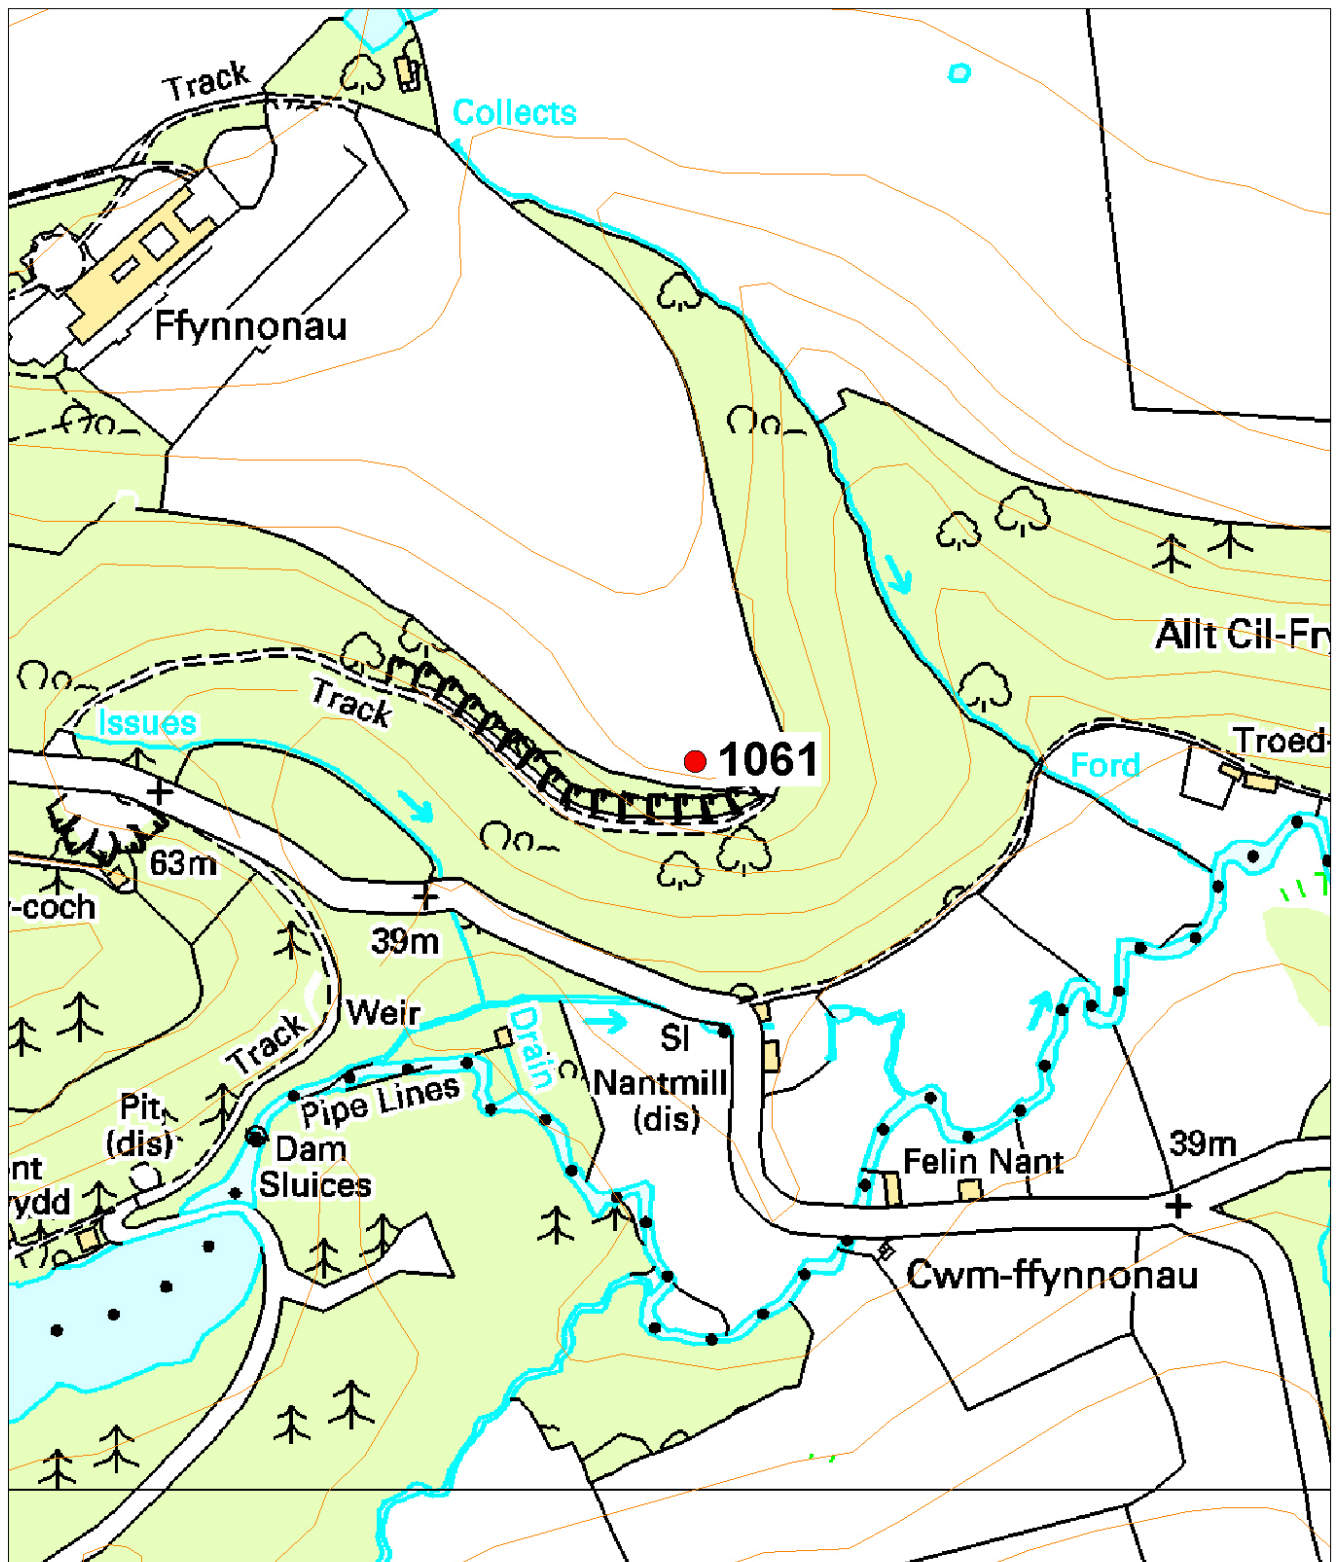 Track
Collects
Ffynnonau
Allt Cil-Fry
Track
Issues
1061
Troed-
Ford
63m
-coch
39m
Weir
Drain
Sl
Track
Nantmill
(dis)
Pipe Lines
Pit
(dis)
Dam
Sluices
39m
Felin Nant
nt
ydd
Cwm-ffynnonau